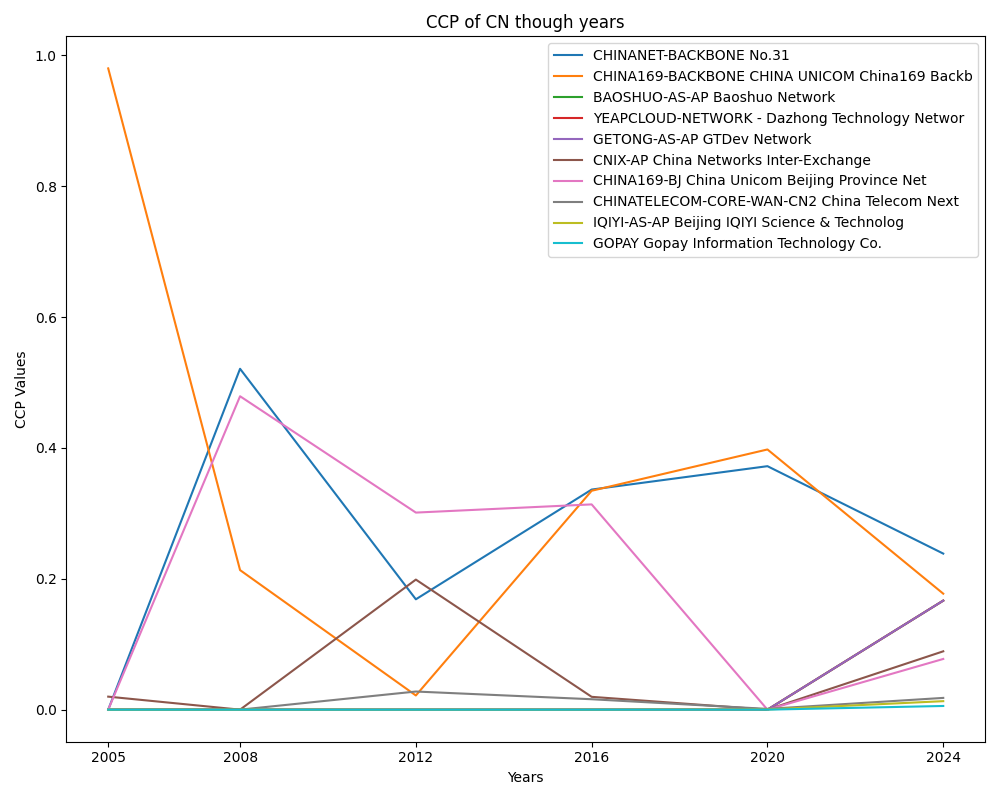 CCP of CN though years
CHINANET-BACKBONE No.31
CHINA169-BACKBONE CHINA UNICOM China169 Backb
BAOSHUO-AS-AP Baoshuo Network
YEAPCLOUD-NETWORK - Dazhong Technology Networ
GETONG-AS-AP GTDev Network
CNIX-AP China Networks Inter-Exchange
CHINA169-BJ China Unicom Beijing Province Net
CHINATELECOM-CORE-WAN-CN2 China Telecom Next
IQIYI-AS-AP Beijing IQIYI Science & Technolog
GOPAY Gopay Information Technology Co.
CCP Values
1.0
0.8
0.6
0.4
0.2
0.0
2005 2008 2012 2016 2020 2024
Years